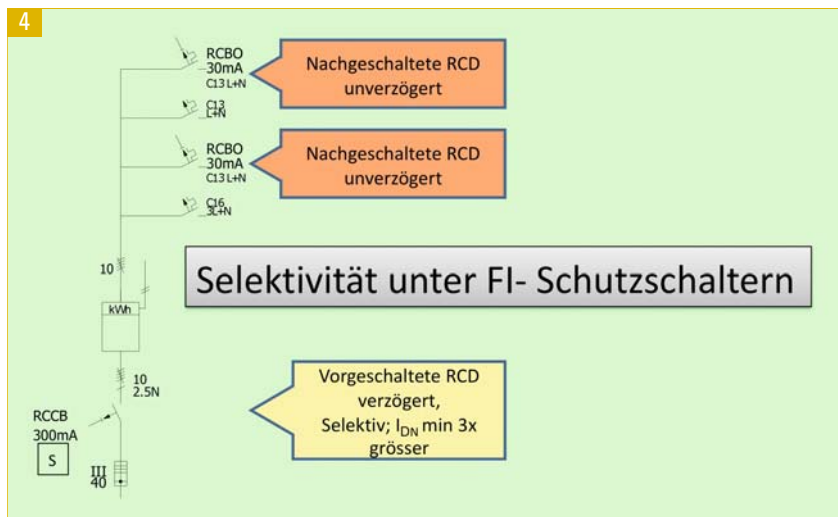 4
RCBO
30mA
C13 L+N
Nachgeschaltete RCD
unverzögert
C13
L+N
RCBO
30mA
C13 L+N
Nachgeschaltete RCD
unverzögert
C16
3L+N
10
Selektivität unter FI- Schutzschaltern
kWh
10
2.5N
Vorgeschaltete RCD
verzögert,
Selektiv; IDN min 3x
grösser
RCCB
300mA
S
III
40